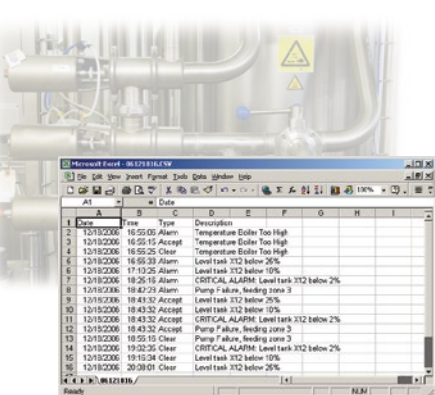 Microsoft Excel - 06121816.CSV
File Edit View Insert Format Tools Data Window Help
100%
A1 = Date
A B C D E F G H I
1 Date Time Type Description
2 12/18/2006 16:55:06 Alarm Temperature Boiler Too High
3 12/18/2006 16:55:15 Accept Temperature Boiler Too High
4 12/18/2006 16:55:25 Clear Temperature Boiler Too High
5 12/18/2006 16:55:33 Alarm Level tank X12 below 25%
6 12/18/2006 17:10:25 Alarm Level tank X12 below 10%
7 12/18/2006 18:25:15 Alarm CRITICAL ALARM: Level tank X12 below 2%
8 12/18/2006 18:42:23 Alarm Pump Failure, feeding zone 3
9 12/18/2006 18:43:32 Accept Level tank X12 below 25%
10 12/18/2006 18:43:32 Accept Level tank X12 below 10%
11 12/18/2006 18:43:32 Accept CRITICAL ALARM: Level tank X12 below 2%
12 12/18/2006 18:43:32 Accept Pump Failure, feeding zone 3
13 12/18/2006 18:55:15 Clear Pump Failure, feeding zone 3
14 12/18/2006 19:02:35 Clear CRITICAL ALARM: Level tank X12 below 2%
15 12/18/2006 19:15:34 Clear Level tank X12 below 10%
16 12/18/2006 20:08:01 Clear Level tank X12 below 25%
06121816
Ready NUM